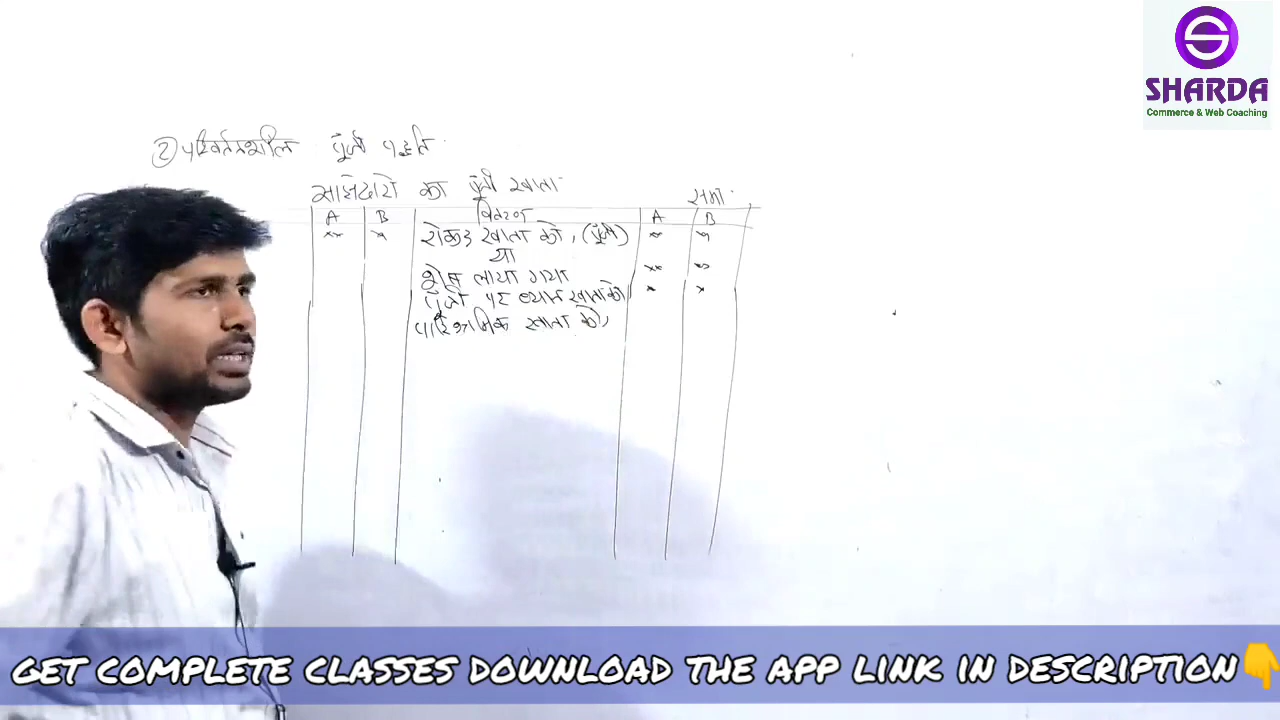 SHARDA
Commerce & Web Coaching
② परिवर्तनशील पूंजी पद्धति
साझेदारो का पूंजी खाता
A B विवरण A B
रोकड़ खाता को, (पूंजी)
या
शेष लाया गया
पूंजी पर ब्याज खाता को
पारिश्रमिक खाता को,
GET COMPLETE CLASSES DOWNLOAD THE APP LINK IN DESCRIPTION👇